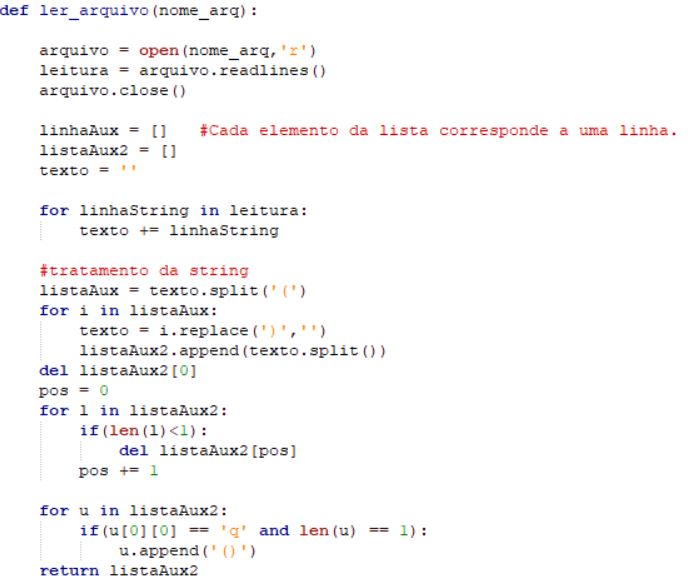 def ler_arquivo(nome_arq):
arquivo = open(nome_arq,'r')
leitura = arquivo.readlines()
arquivo.close()
linhaAux = []   #Cada elemento da lista corresponde a uma linha.
listaAux2 = []
texto = ''
for linhaString in leitura:
texto += linhaString
#tratamento da string
listaAux = texto.split('(')
for i in listaAux:
texto = i.replace(')','')
listaAux2.append(texto.split())
del listaAux2[0]
pos = 0
for l in listaAux2:
if(len(l)<1):
del listaAux2[pos]
pos += 1
for u in listaAux2:
if(u[0][0] == 'q' and len(u) == 1):
u.append('()')
return listaAux2